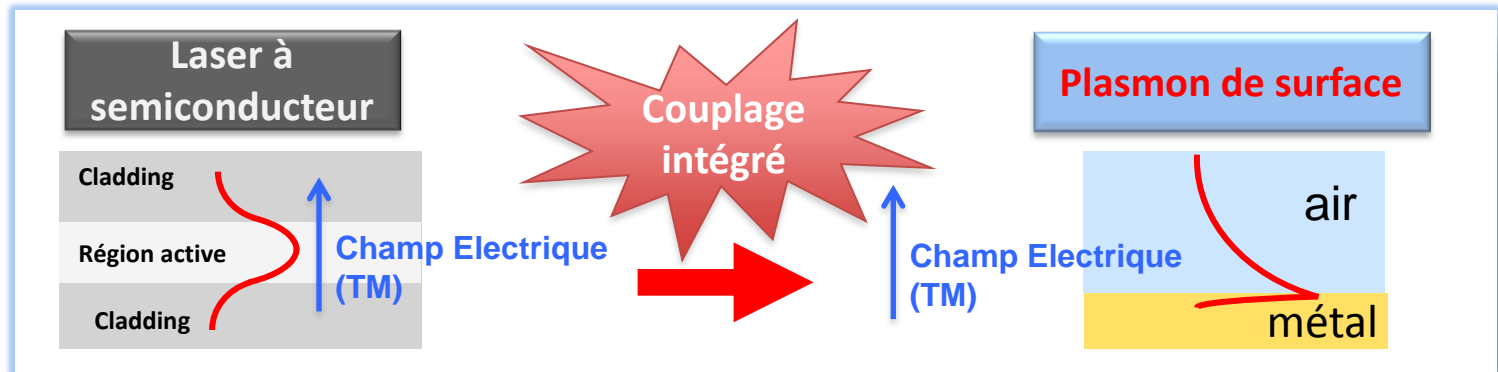 Laser à
semiconducteur
Cladding
Région active
Cladding
Champ Electrique
(TM)
Couplage
intégré
Champ Electrique
(TM)
Plasmon de surface
air
métal